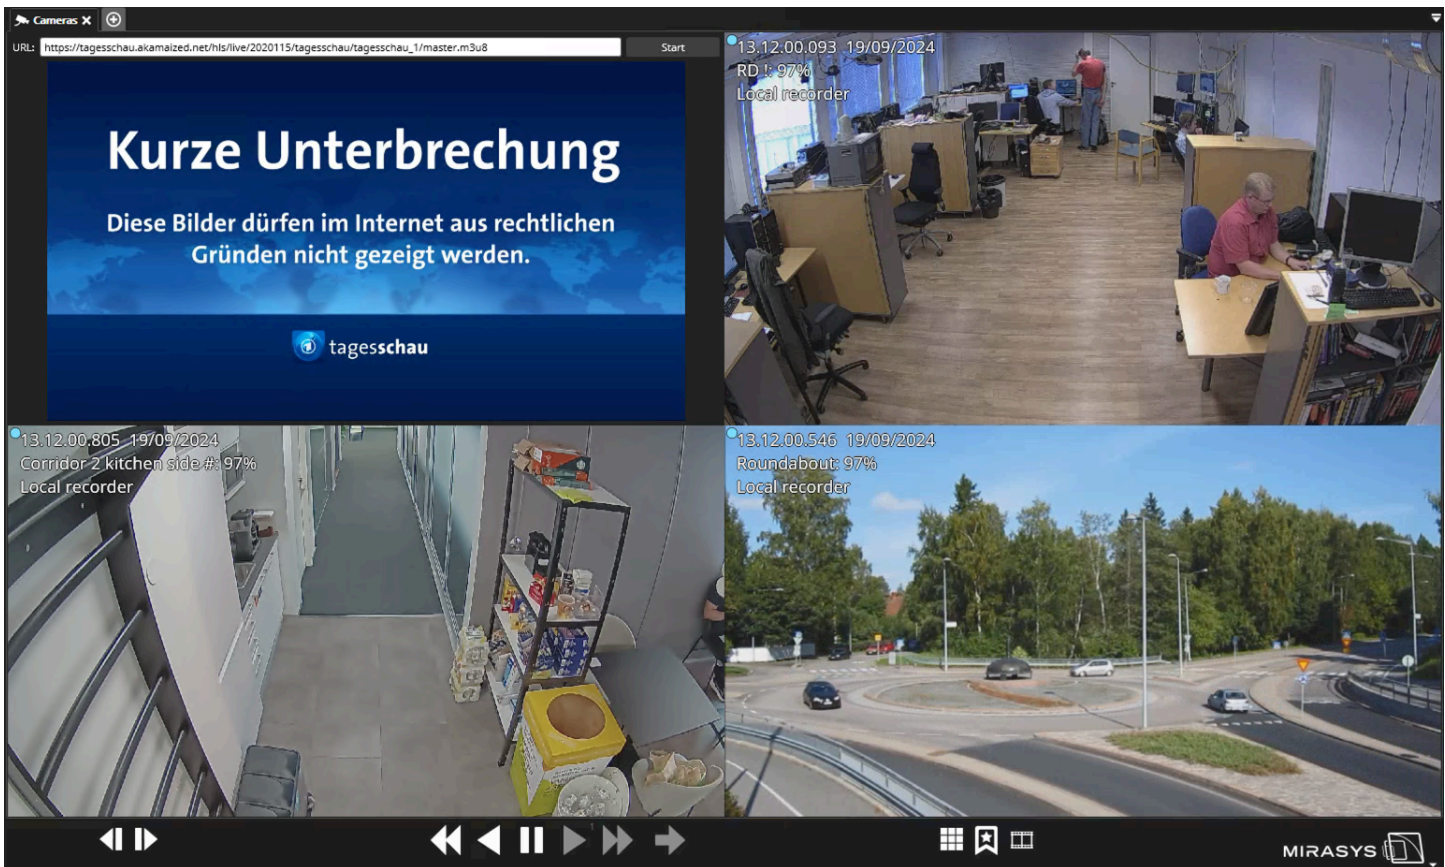 Cameras X
URL: https://tagesschau.akamaized.net/hls/live/2020115/tagesschau/tagesschau_1/master.m3u8 Start
Kurze Unterbrechung
Diese Bilder dürfen im Internet aus rechtlichen
Gründen nicht gezeigt werden.
tagesschau
13.12.00.093 19/09/2024
RD !: 97%
Local recorder
13.12.00.805 19/09/2024
Corridor 2 kitchen side #: 97%
Local recorder
13.12.00.546 19/09/2024
Roundabout: 97%
Local recorder
1
MIRASYS